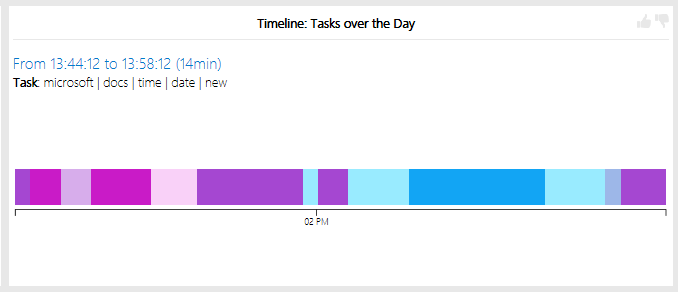 Timeline: Tasks over the Day
From 13:44:12 to 13:58:12 (14min)
Task: microsoft | docs | time | date | new
02 PM